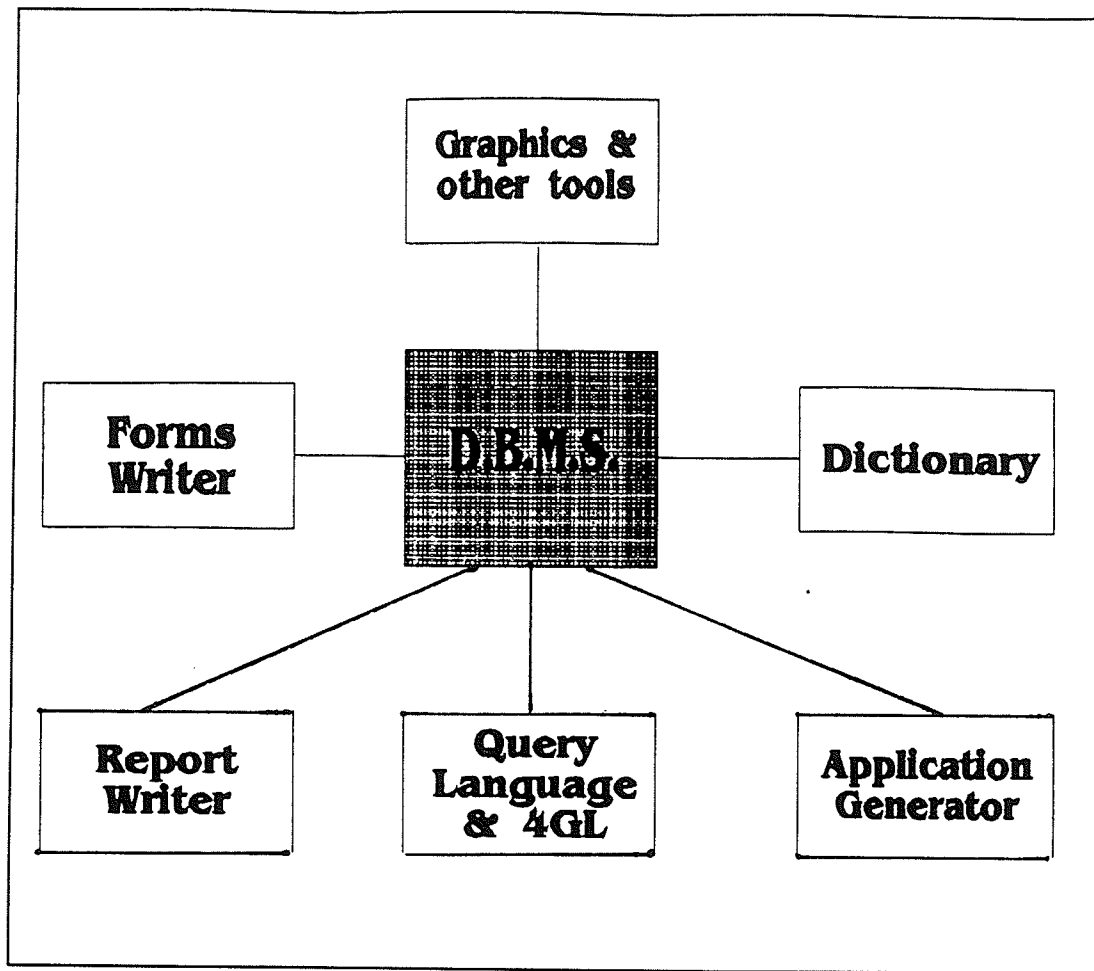 Graphics &
other tools
Forms
Writer
D.B.M.S.
Dictionary
Report
Writer
Query
Language
& 4GL
Application
Generator